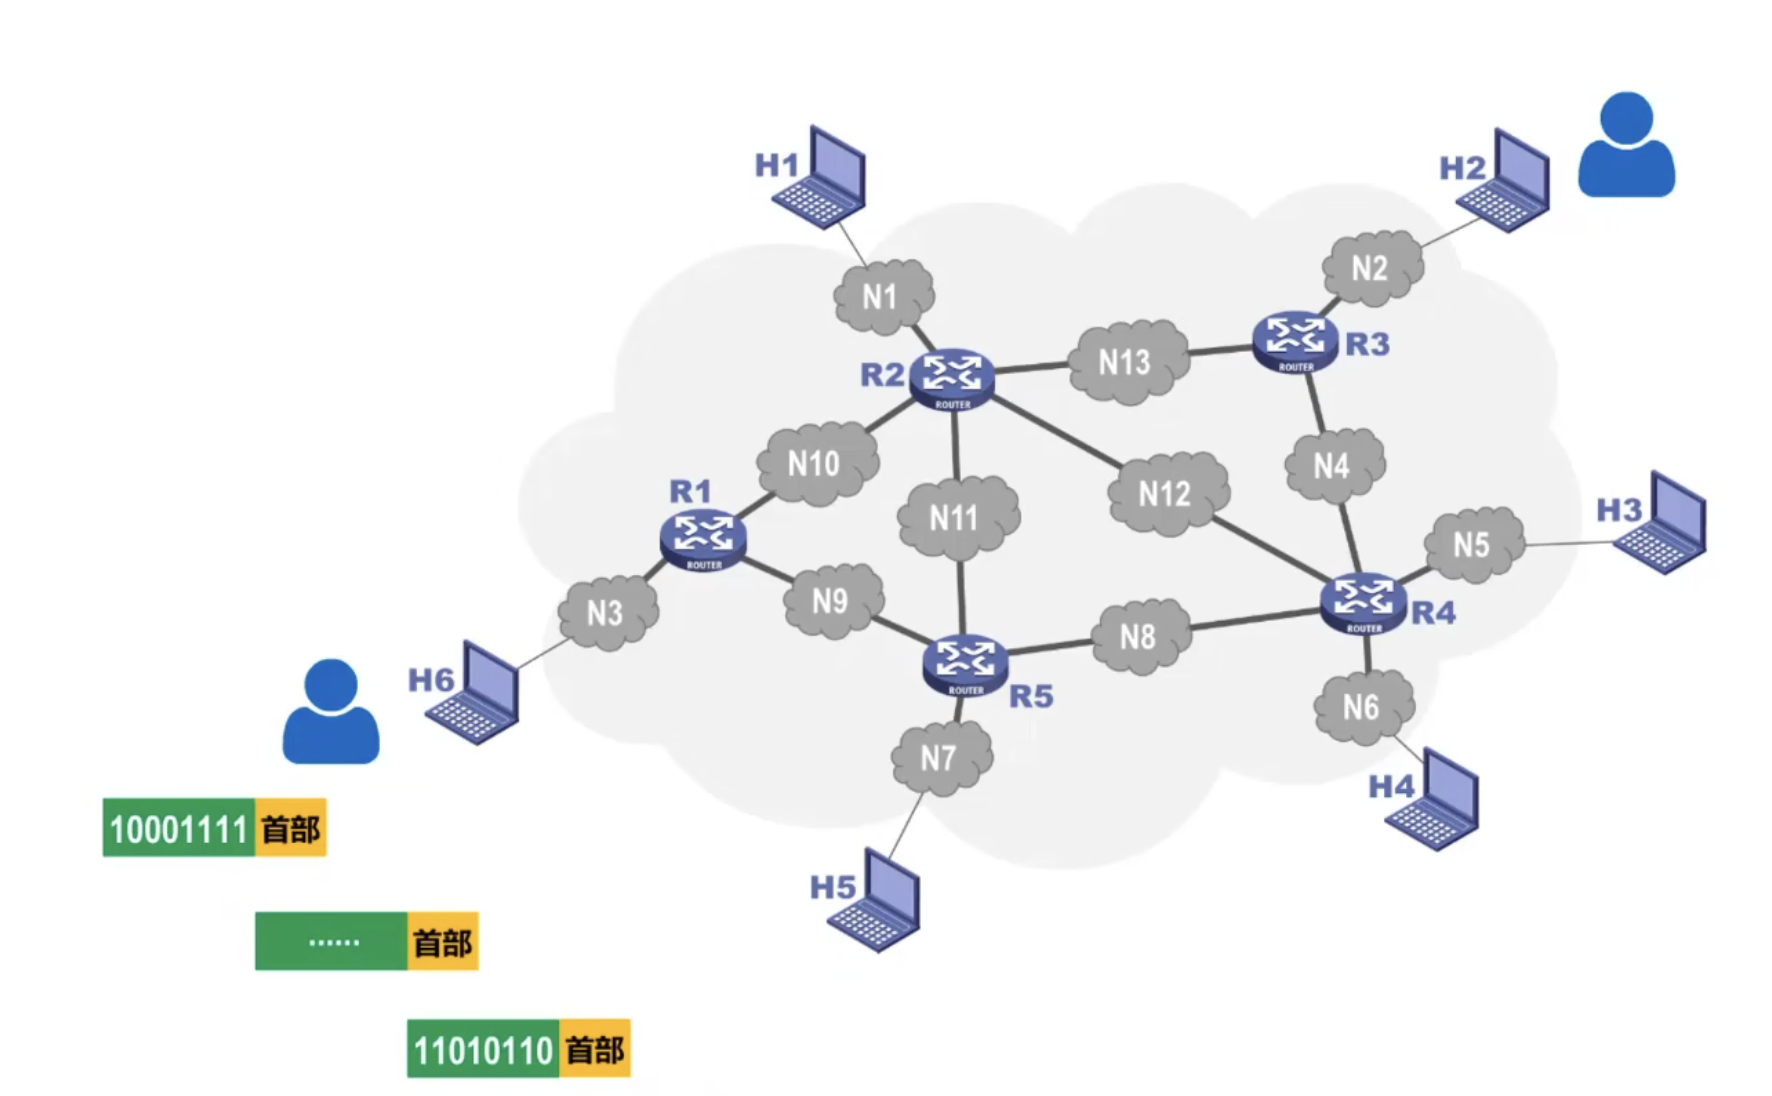 H1
H2
N2
N1
N13
R3
R2
ROUTER
ROUTER
N10
N4
N12
R1
N11
H3
N5
ROUTER
N9
N3
R4
ROUTER
N8
H6
ROUTER
R5
N6
N7
H4
10001111 首部
H5
...... 首部
11010110 首部